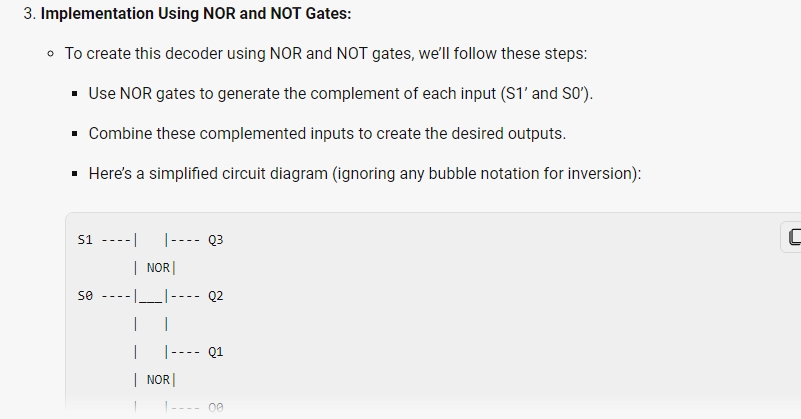 3. Implementation Using NOR and NOT Gates:
To create this decoder using NOR and NOT gates, we’ll follow these steps:
Use NOR gates to generate the complement of each input (S1’ and S0’).
Combine these complemented inputs to create the desired outputs.
Here’s a simplified circuit diagram (ignoring any bubble notation for inversion):
S1 ----|   |---- Q3
       | NOR|
S0 ----|___|---- Q2
       |   |
       |   |---- Q1
       | NOR|
       |   |---- Q0